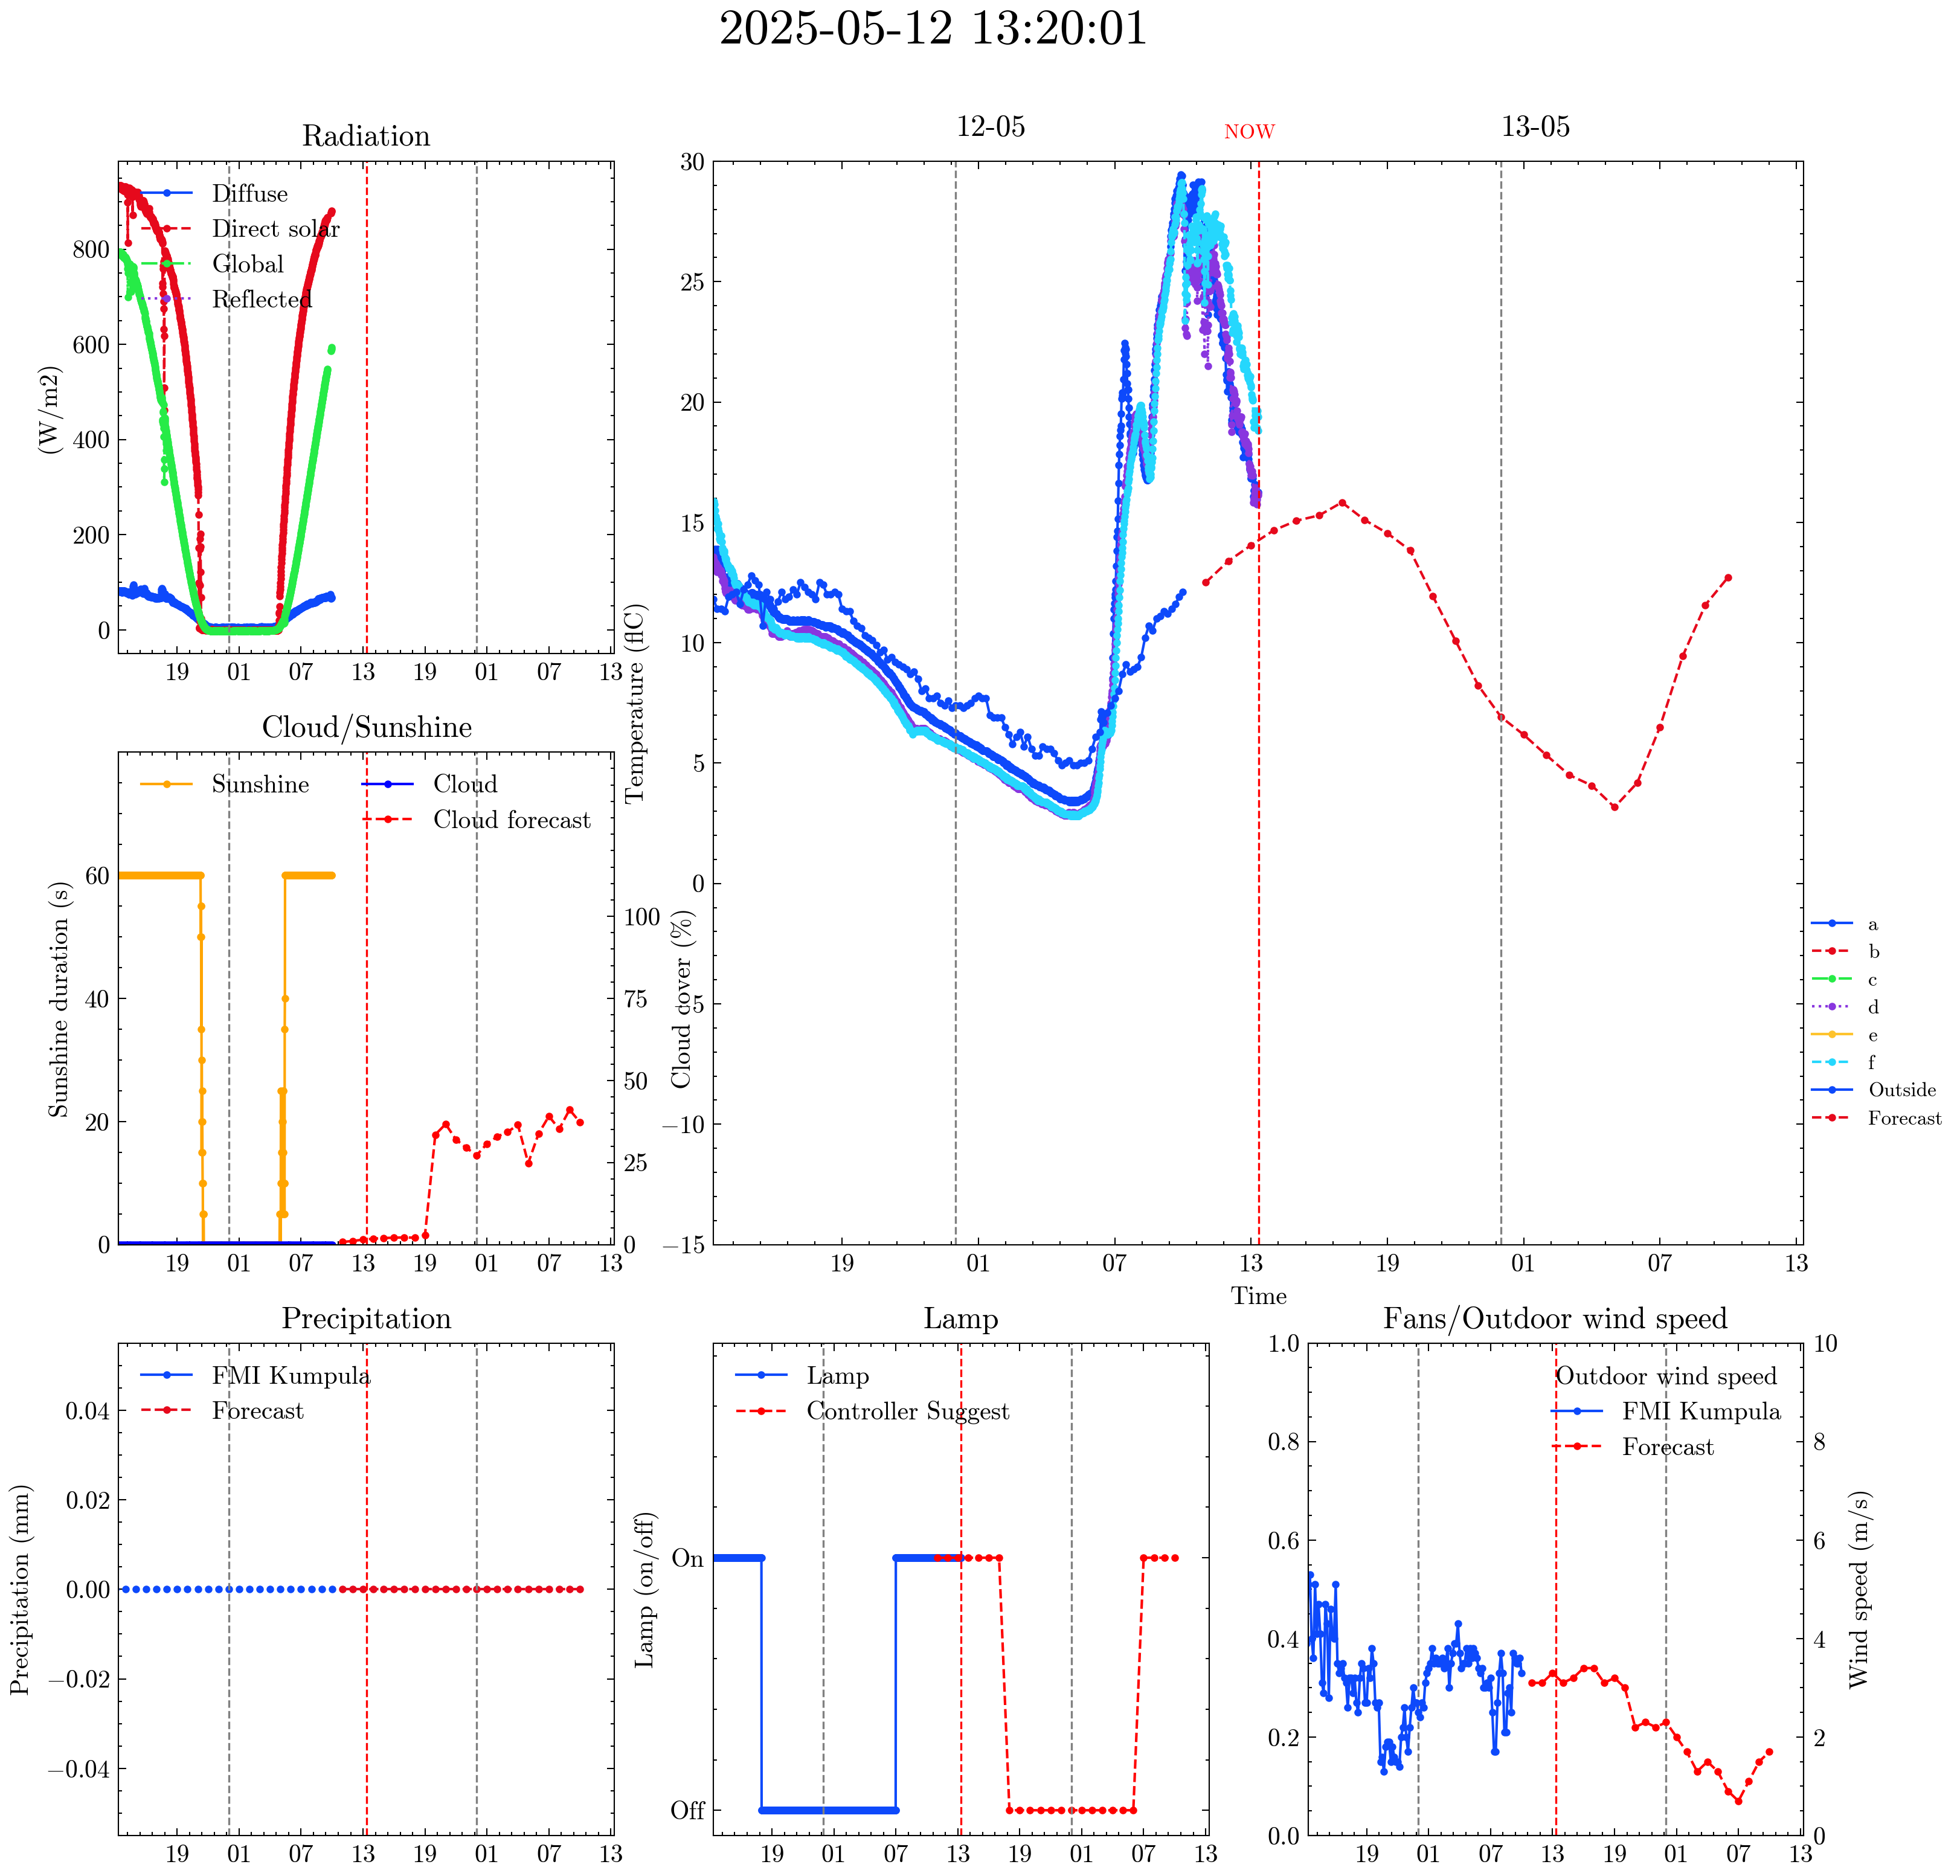 2025-05-12 13:20:01
Radiation
(W/m2)
800
600
400
200
0
Diffuse
Direct solar
Global
Reflected
19 01 07 13 19 01 07 13
12-05
NOW
13-05
Temperature (flC)
30
25
20
15
10
5
0
−5
−10
−15
19 01 07 13 19 01 07 13
Time
a
b
c
d
e
f
Outside
Forecast
Cloud/Sunshine
Sunshine duration (s)
60
40
20
0
Sunshine
Cloud
Cloud forecast
100
75
50
25
0
Cloud cover (%)
19 01 07 13 19 01 07 13
Precipitation
Precipitation (mm)
0.04
0.02
0.00
−0.02
−0.04
FMI Kumpula
Forecast
19 01 07 13 19 01 07 13
Lamp
Lamp (on/off)
On
Off
Lamp
Controller Suggest
19 01 07 13 19 01 07 13
Fans/Outdoor wind speed
1.0
0.8
0.6
0.4
0.2
0.0
Outdoor wind speed
FMI Kumpula
Forecast
10
8
6
4
2
0
Wind speed (m/s)
19 01 07 13 19 01 07 13